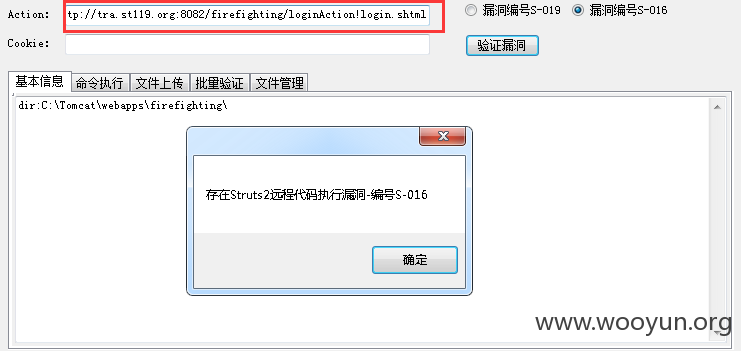 Action: tp://tra.st119.org:8082/firefighting/loginAction!login.shtml 漏洞编号S-019 漏洞编号S-016
Cookie: 验证漏洞
基本信息 命令执行 文件上传 批量验证 文件管理
dir:C:\Tomcat\webapps\firefighting\
存在Struts2远程代码执行漏洞-编号S-016
确定
www.wooyun.org